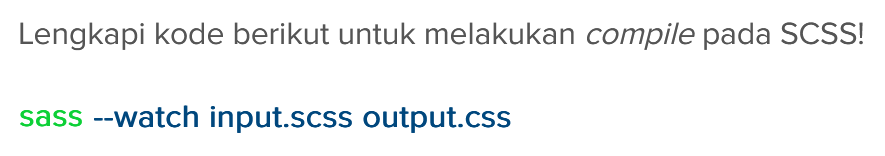 Lengkapi kode berikut untuk melakukan compile pada SCSS!
sass --watch input.scss output.css